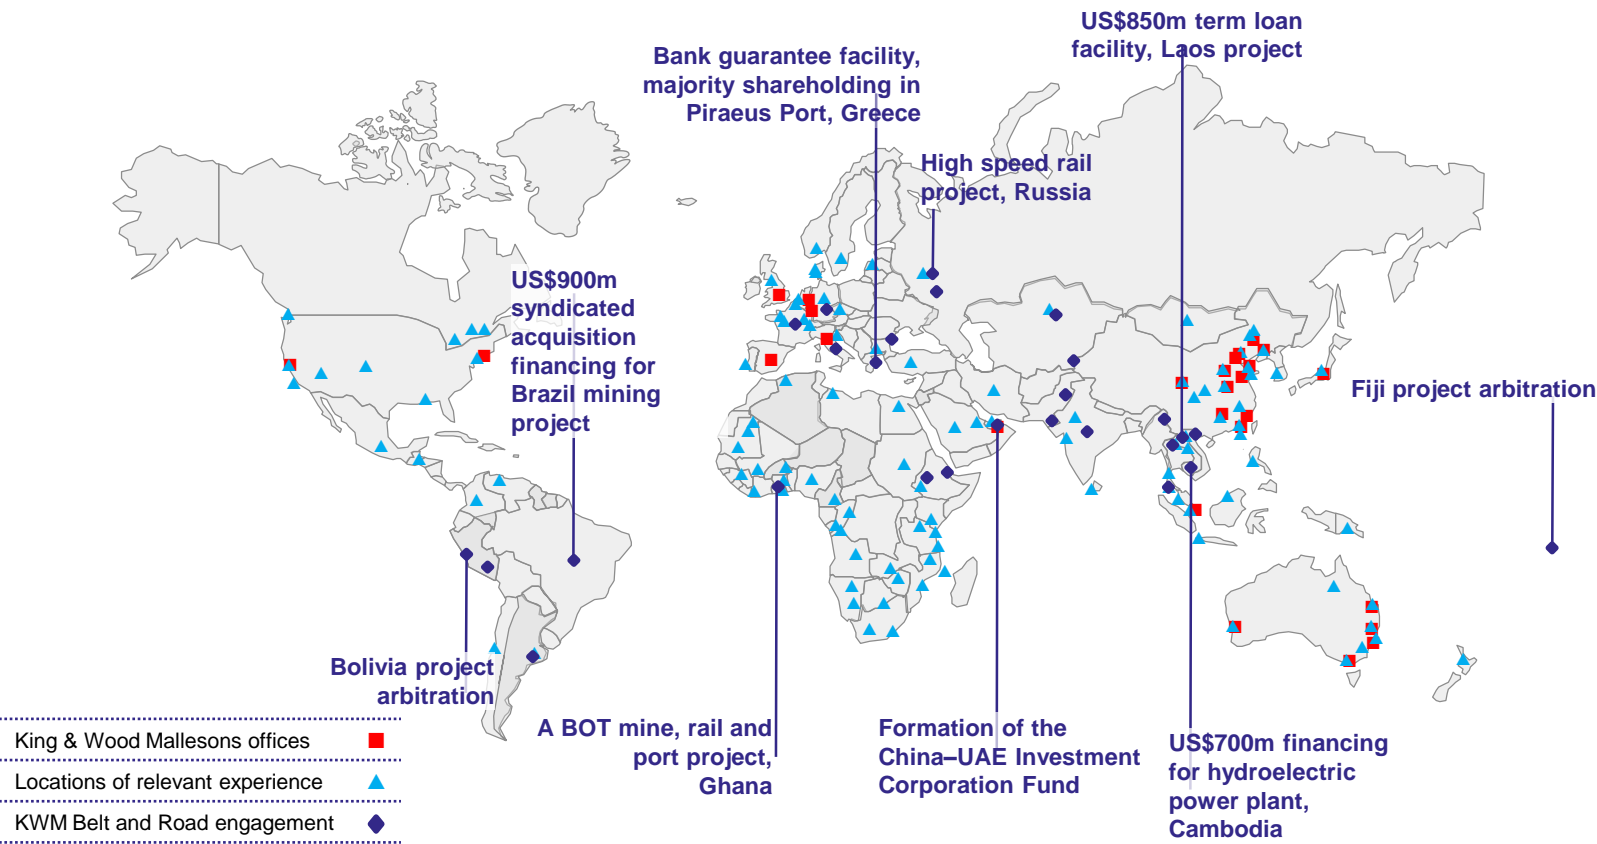 US$850m term loan
facility, Laos project
Bank guarantee facility,
majority shareholding in
Piraeus Port, Greece
High speed rail
project, Russia
US$900m
syndicated
acquisition
financing for
Brazil mining
project
Fiji project arbitration
Bolivia project
arbitration
A BOT mine, rail and
port project,
Ghana
Formation of the
China–UAE Investment
Corporation Fund
US$700m financing
for hydroelectric
power plant,
Cambodia
King & Wood Mallesons offices
Locations of relevant experience
KWM Belt and Road engagement